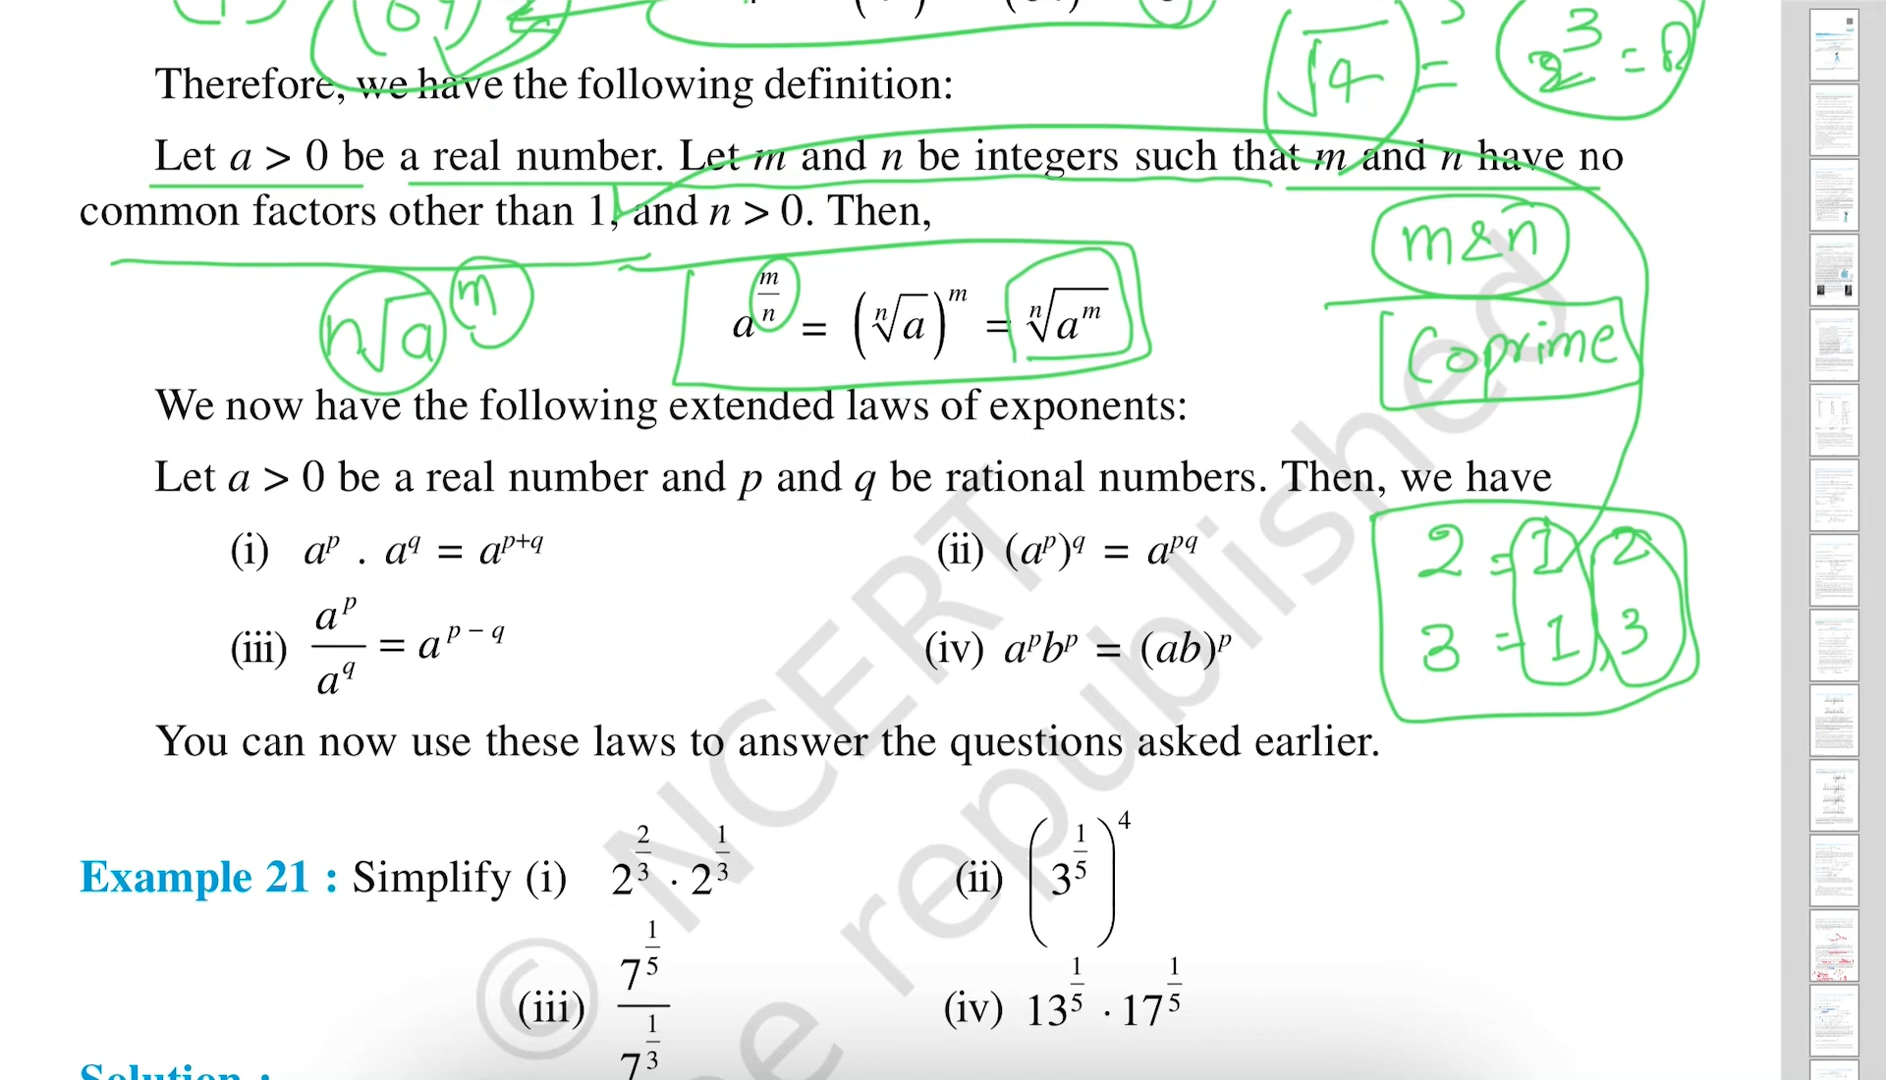 √4 = 2³ = 8
Therefore, we have the following definition:
Let a > 0 be a real number. Let m and n be integers such that m and n have no
common factors other than 1, and n > 0. Then,
m & n
ⁿ√a m
a^(m/n) = (ⁿ√a)^m = ⁿ√(a^m)
Coprime
We now have the following extended laws of exponents:
Let a > 0 be a real number and p and q be rational numbers. Then, we have
(i) a^p . a^q = a^(p+q) (ii) (a^p)^q = a^(pq)
2 = 1, 2
(iii) a^p/a^q = a^(p – q) (iv) a^p b^p = (ab)^p
3 = 1, 3
You can now use these laws to answer the questions asked earlier.
Example 21 : Simplify (i) 2^(2/3) · 2^(1/3) (ii) (3^(1/5))^4
(iii) 7^(1/5)/7^(1/3) (iv) 13^(1/5) · 17^(1/5)
Solution :
© NCERT
e republished